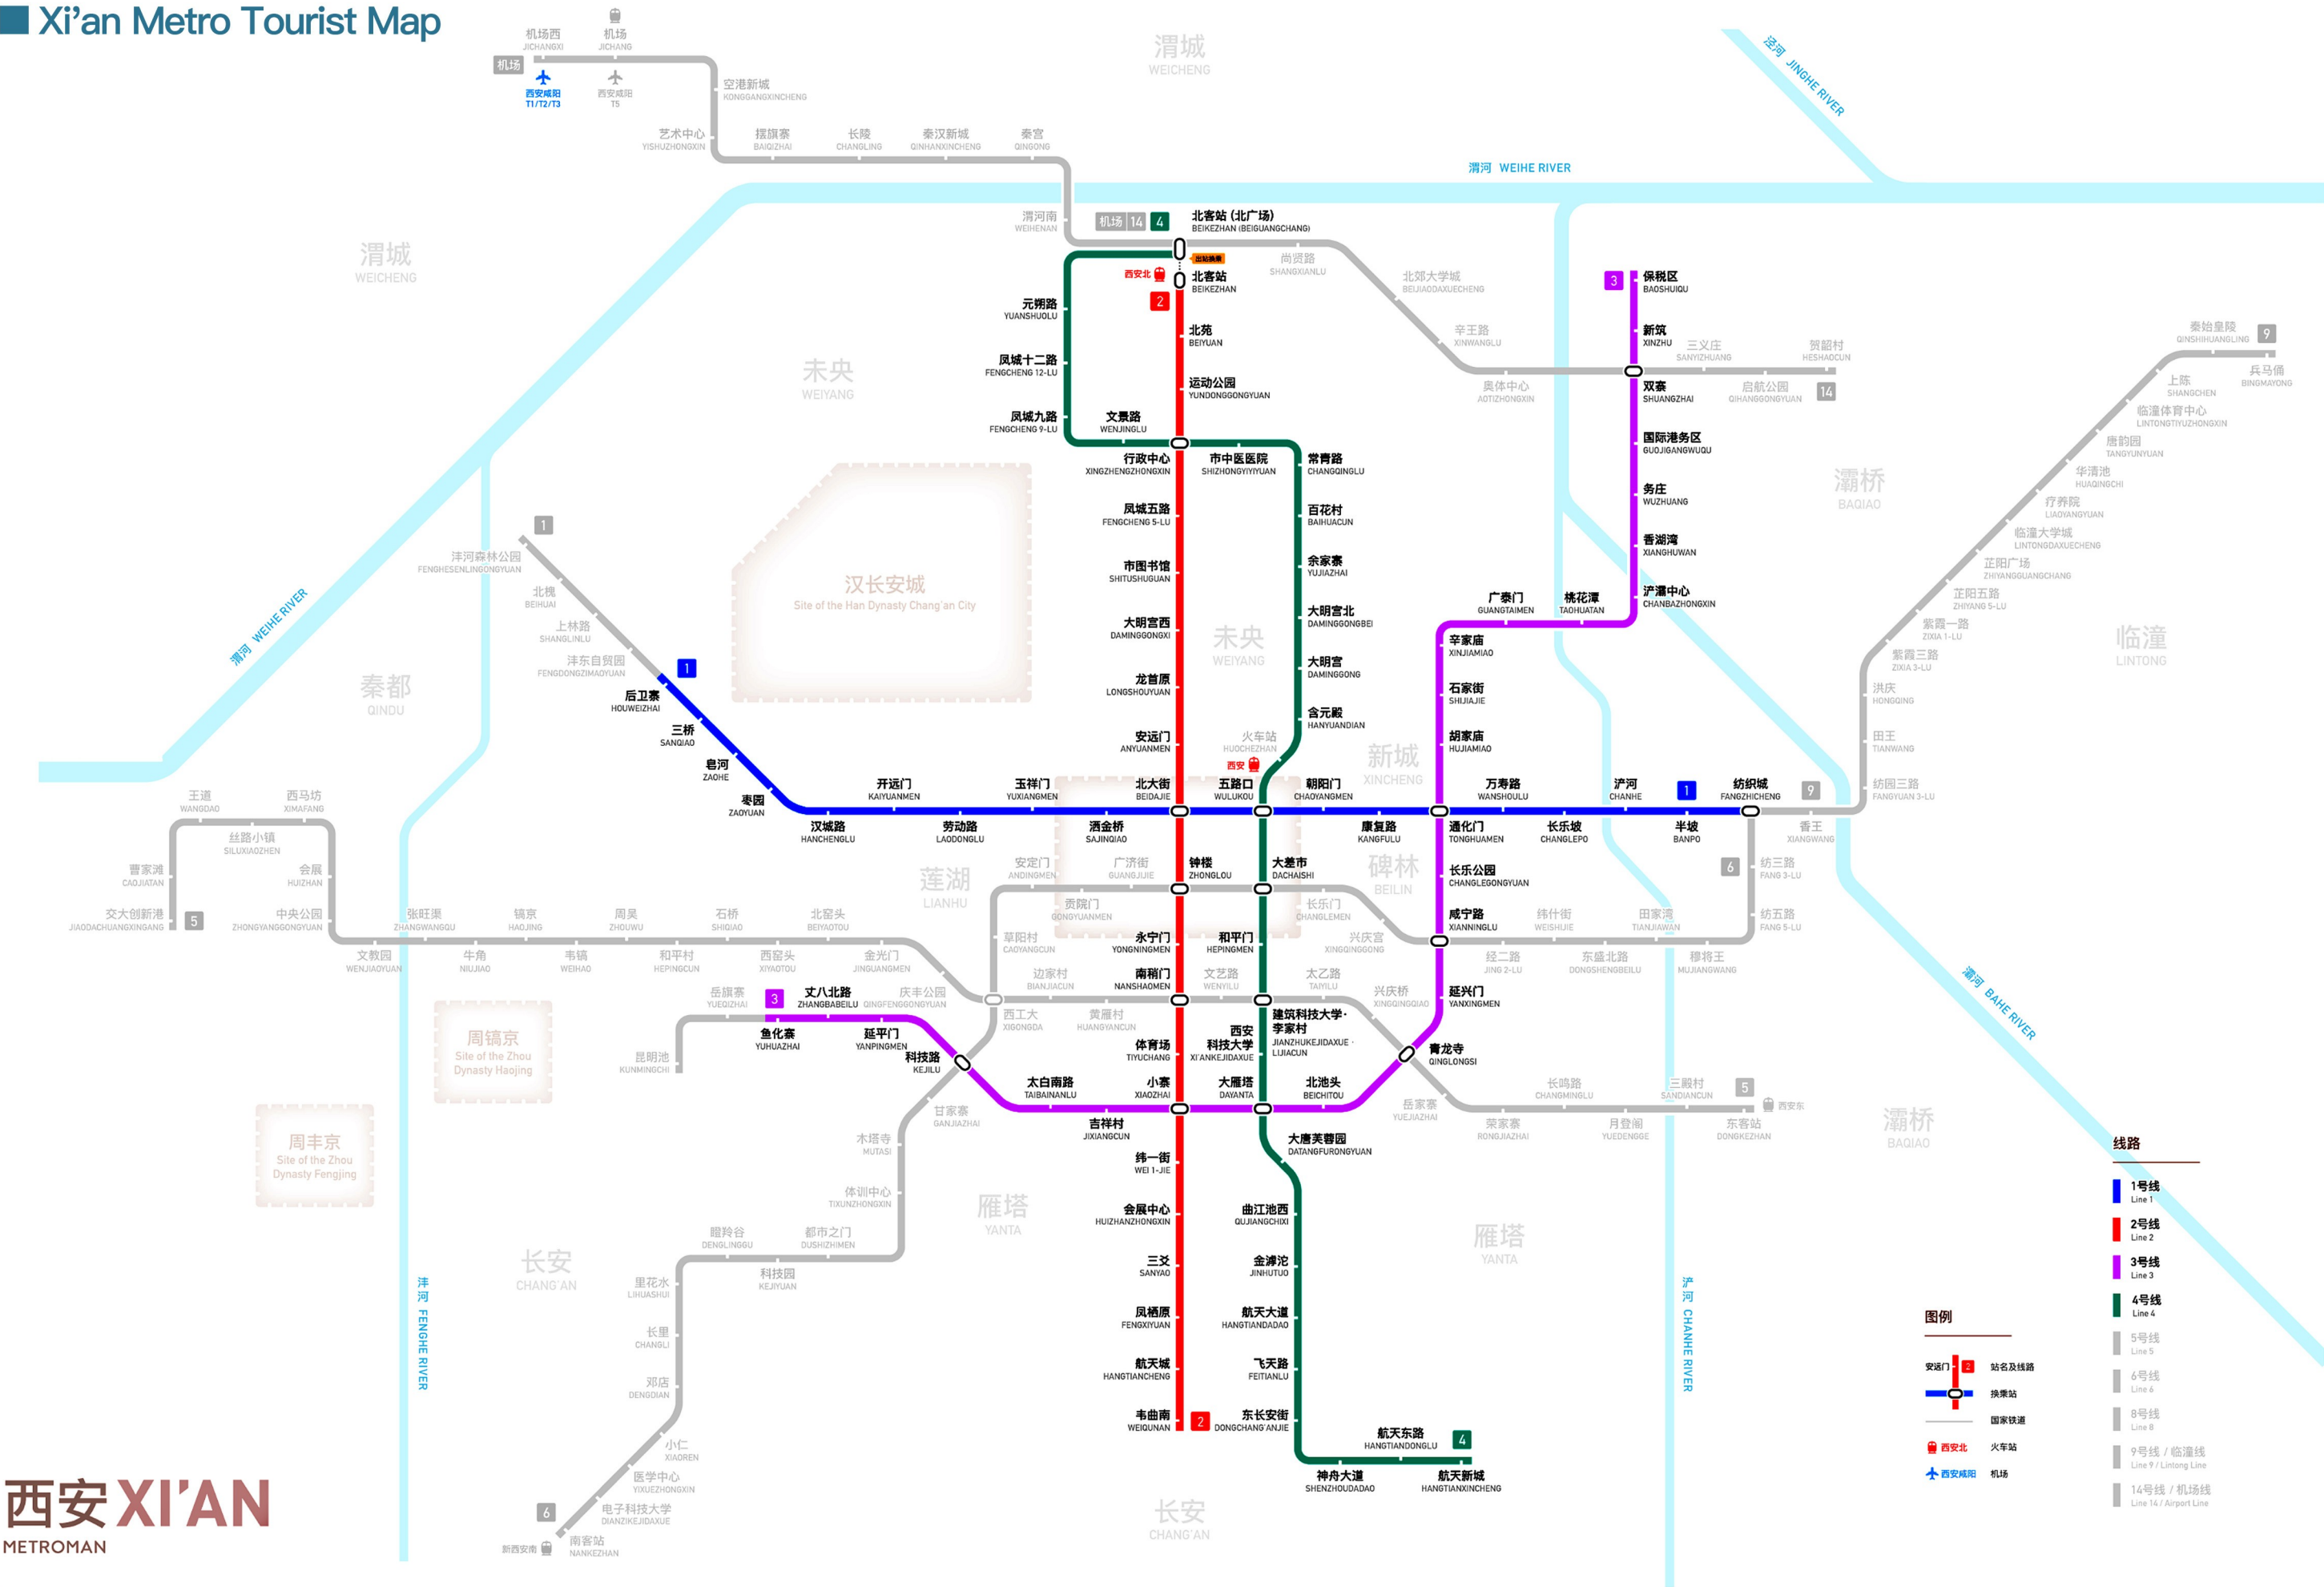 Xi'an Metro Tourist Map
机场西
JICHANGXI
机场
JICHANG
机场
西安咸阳
T1/T2/T3
西安咸阳
T5
空港新城
KONGGANGXINCHENG
艺术中心
YISHUZHONGXIN
摆旗寨
BAIQIZHAI
长陵
CHANGLING
秦汉新城
QINHANXINCHENG
秦宫
QINGONG
渭城
WEICHENG
泾河 JINGHE RIVER
渭河 WEIHE RIVER
渭河南
WEIHENAN
机场 14 4
北客站 (北广场)
BEIKEZHAN (BEIGUANGCHANG)
出站换乘
西安北
北客站
BEIKEZHAN
2
尚贤路
SHANGXIANLU
北郊大学城
BEIJIAODAXUECHENG
辛王路
XINWANGLU
奥体中心
AOTIZHONGXIN
三义庄
SANYIZHUANG
启航公园
QIHANGGONGYUAN
贺韶村
HESHAOCUN
14
3
保税区
BAOSHUIQU
新筑
XINZHU
双寨
SHUANGZHAI
国际港务区
GUOJIGANGWUQU
务庄
WUZHUANG
香湖湾
XIANGHUWAN
浐灞中心
CHANBAZHONGXIN
桃花潭
TAOHUATAN
广泰门
GUANGTAIMEN
辛家庙
XINJIAMIAO
石家街
SHIJIAJIE
胡家庙
HUJIAMIAO
秦始皇陵
QINSHIHUANGLING
9
兵马俑
BINGMAYONG
上陈
SHANGCHEN
临潼体育中心
LINTONGTIYUZHONGXIN
唐韵园
TANGYUNYUAN
华清池
HUAQINGCHI
疗养院
LIAOYANGYUAN
临潼大学城
LINTONGDAXUECHENG
芷阳广场
ZHIYANGGUANGCHANG
芷阳五路
ZHIYANG 5-LU
紫霞一路
ZIXIA 1-LU
紫霞三路
ZIXIA 3-LU
洪庆
HONGQING
田王
TIANWANG
纺园三路
FANGYUAN 3-LU
香王
XIANGWANG
9
灞桥
BAQIAO
临潼
LINTONG
渭城
WEICHENG
未央
WEIYANG
元朔路
YUANSHUOLU
凤城十二路
FENGCHENG 12-LU
凤城九路
FENGCHENG 9-LU
文景路
WENJINGLU
北苑
BEIYUAN
运动公园
YUNDONGGONGYUAN
行政中心
XINGZHENGZHONGXIN
市中医医院
SHIZHONGYIYIYUAN
常青路
CHANGQINGLU
凤城五路
FENGCHENG 5-LU
百花村
BAIHUACUN
市图书馆
SHITUSHUGUAN
余家寨
YUJIAZHAI
大明宫西
DAMINGGONGXI
大明宫北
DAMINGGONGBEI
未央
WEIYANG
龙首原
LONGSHOUYUAN
大明宫
DAMINGGONG
含元殿
HANYUANDIAN
安远门
ANYUANMEN
火车站
HUOCHEZHAN
西安
新城
XINCHENG
汉长安城
Site of the Han Dynasty Chang'an City
渭河 WEIHE RIVER
秦都
QINDU
1
沣河森林公园
FENGHESENLINGONGYUAN
北槐
BEIHUAI
上林路
SHANGLINLU
沣东自贸园
FENGDONGZIMAOYUAN
1
后卫寨
HOUWEIZHAI
三桥
SANQIAO
皂河
ZAOHE
枣园
ZAOYUAN
汉城路
HANCHENGLU
开远门
KAIYUANMEN
劳动路
LAODONGLU
玉祥门
YUXIANGMEN
洒金桥
SAJINQIAO
北大街
BEIDAJIE
五路口
WULUKOU
朝阳门
CHAOYANGMEN
康复路
KANGFULU
通化门
TONGHUAMEN
万寿路
WANSHOULU
长乐坡
CHANGLEPO
浐河
CHANHE
1
半坡
BANPO
纺织城
FANGZHICHENG
6
纺三路
FANG 3-LU
纺五路
FANG 5-LU
王道
WANGDAO
丝路小镇
SILUXIAOZHEN
西马坊
XIMAFANG
曹家滩
CAOJIATAN
会展
HUIZHAN
交大创新港
JIAODACHUANGXINGANG
5
中央公园
ZHONGYANGGONGYUAN
文教园
WENJIAOYUAN
张旺渠
ZHANGWANGQU
牛角
NIUJIAO
镐京
HAOJING
韦镐
WEIHAO
周吴
ZHOUWU
和平村
HEPINGCUN
石桥
SHIQIAO
西窑头
XIYAOTOU
北窑头
BEIYAOTOU
金光门
JINGUANGMEN
莲湖
LIANHU
安定门
ANDINGMEN
广济街
GUANGJIJIE
贡院门
GONGYUANMEN
钟楼
ZHONGLOU
大差市
DACHAISHI
长乐门
CHANGLEMEN
碑林
BEILIN
长乐公园
CHANGLEGONGYUAN
兴庆宫
XINGQINGGONG
咸宁路
XIANNINGLU
纬什街
WEISHIJIE
经二路
JING 2-LU
东盛北路
DONGSHENGBEILU
田家湾
TIANJIAWAN
穆将王
MUJIANGWANG
草阳村
CAOYANGCUN
永宁门
YONGNINGMEN
和平门
HEPINGMEN
边家村
BIANJIACUN
南稍门
NANSHAOMEN
文艺路
WENYILU
太乙路
TAIYILU
兴庆桥
XINGQINGQIAO
延兴门
YANXINGMEN
西工大
XIGONGDA
黄雁村
HUANGYANCUN
建筑科技大学·
李家村
JIANZHUKEJIDAXUE ·
LIJIACUN
岳旗寨
YUEQIZHAI
3
丈八北路
ZHANGBABEILU
庆丰公园
QINGFENGGONGYUAN
鱼化寨
YUHUAZHAI
延平门
YANPINGMEN
昆明池
KUNMINGCHI
科技路
KEJILU
体育场
TIYUCHANG
西安
科技大学
XI'ANKEJIDAXUE
青龙寺
QINGLONGSI
太白南路
TAIBAINANLU
吉祥村
JIXIANGCUN
小寨
XIAOZHAI
大雁塔
DAYANTA
北池头
BEICHITOU
岳家寨
YUEJIAZHAI
荣家寨
RONGJIAZHAI
长鸣路
CHANGMINGLU
月登阁
YUEDENGGE
三殿村
SANDIANCUN
5
东客站
DONGKEZHAN
西安东
灞河 BAHE RIVER
灞桥
BAQIAO
周镐京
Site of the Zhou
Dynasty Haojing
周丰京
Site of the Zhou
Dynasty Fengjing
甘家寨
GANJIAZHAI
木塔寺
MUTASI
体训中心
TIXUNZHONGXIN
瞪羚谷
DENGLINGGU
都市之门
DUSHIZHIMEN
科技园
KEJIYUAN
里花水
LIHUASHUI
长里
CHANGLI
邓店
DENGDIAN
小仁
XIAOREN
医学中心
YIXUEZHONGXIN
电子科技大学
DIANZIKEJIDAXUE
6
南客站
NANKEZHAN
新西安南
长安
CHANG'AN
雁塔
YANTA
沣河 FENGHE RIVER
纬一街
WEI 1-JIE
会展中心
HUIZHANZHONGXIN
三爻
SANYAO
凤栖原
FENGXIYUAN
航天城
HANGTIANCHENG
韦曲南
WEIQUNAN
2
大唐芙蓉园
DATANGFURONGYUAN
曲江池西
QUJIANGCHIXI
金滹沱
JINHUTUO
航天大道
HANGTIANDADAO
飞天路
FEITIANLU
东长安街
DONGCHANG'ANJIE
神舟大道
SHENZHOUDADAO
航天东路
HANGTIANDONGLU
4
航天新城
HANGTIANXINCHENG
雁塔
YANTA
长安
CHANG'AN
浐河 CHANHE RIVER
图例
安远门 2 站名及线路
换乘站
国家铁道
西安北 火车站
西安咸阳 机场
线路
1号线
Line 1
2号线
Line 2
3号线
Line 3
4号线
Line 4
5号线
Line 5
6号线
Line 6
8号线
Line 8
9号线 / 临潼线
Line 9 / Lintong Line
14号线 / 机场线
Line 14 / Airport Line
西安 XI'AN
METROMAN